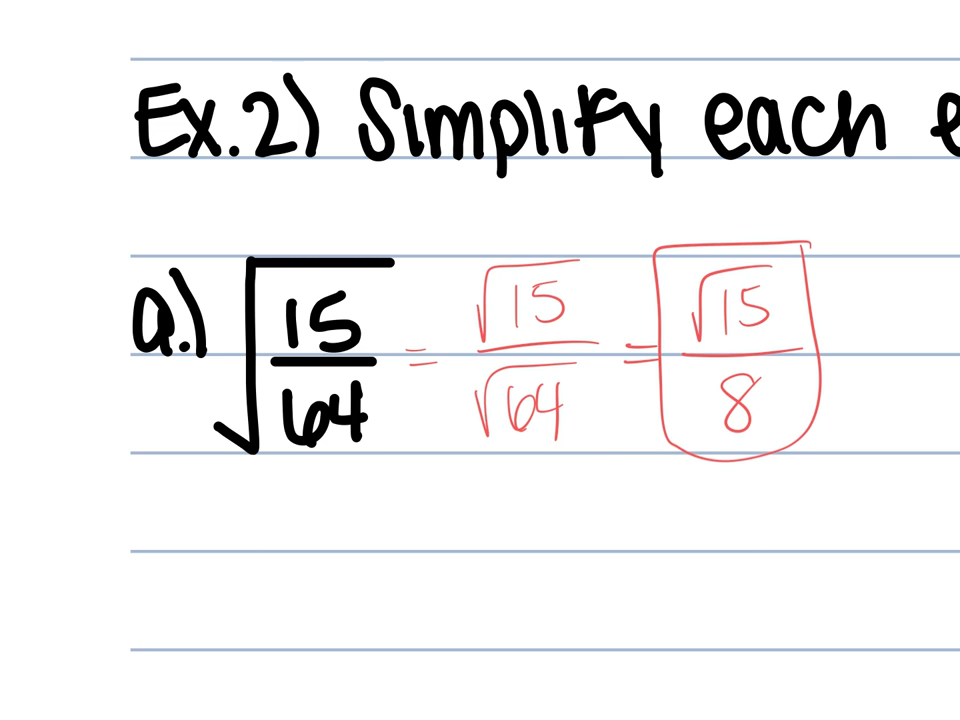 Ex.2) Simplify each
a.) √(15/64) = √15/√64 = √15/8